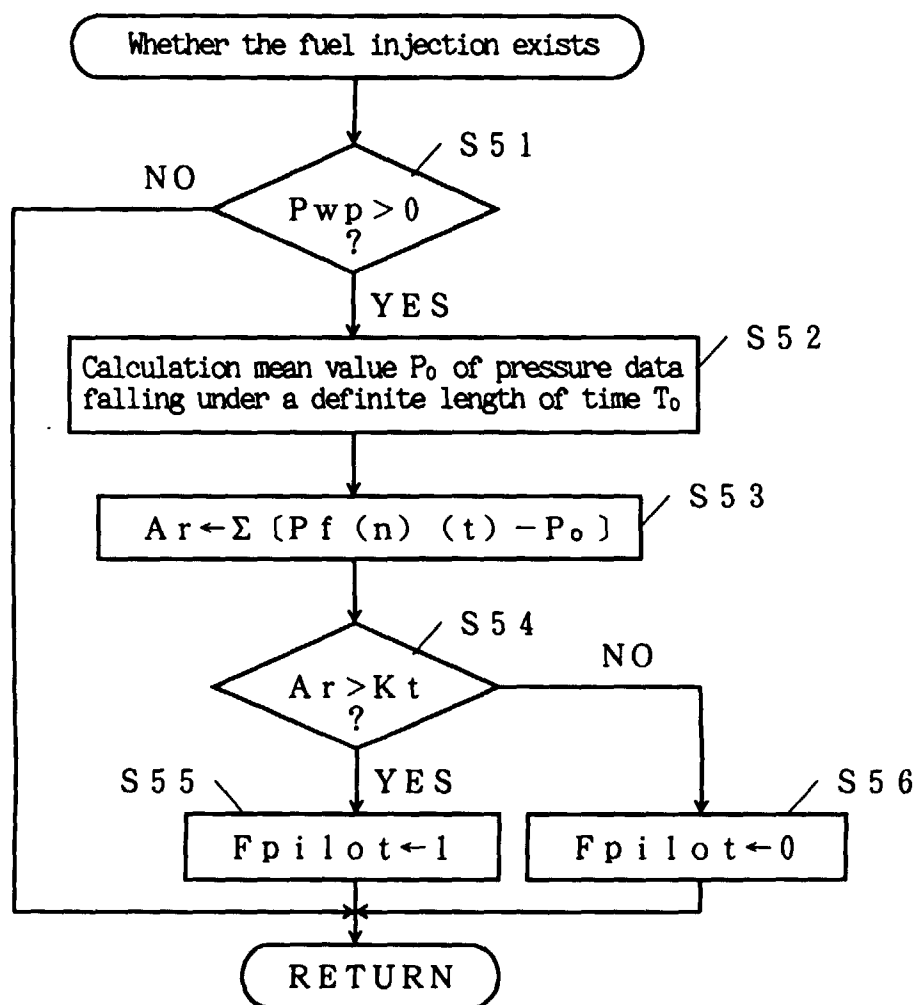 Whether the fuel injection exists
S51
NO
Pwp>0
?
YES
S52
Calculation mean value P₀ of pressure data
falling under a definite length of time T₀
S53
Ar←Σ〔Pf(n)(t)−P₀〕
S54
NO
Ar>Kt
?
S55
YES
S56
Fpilot←1
Fpilot←0
RETURN